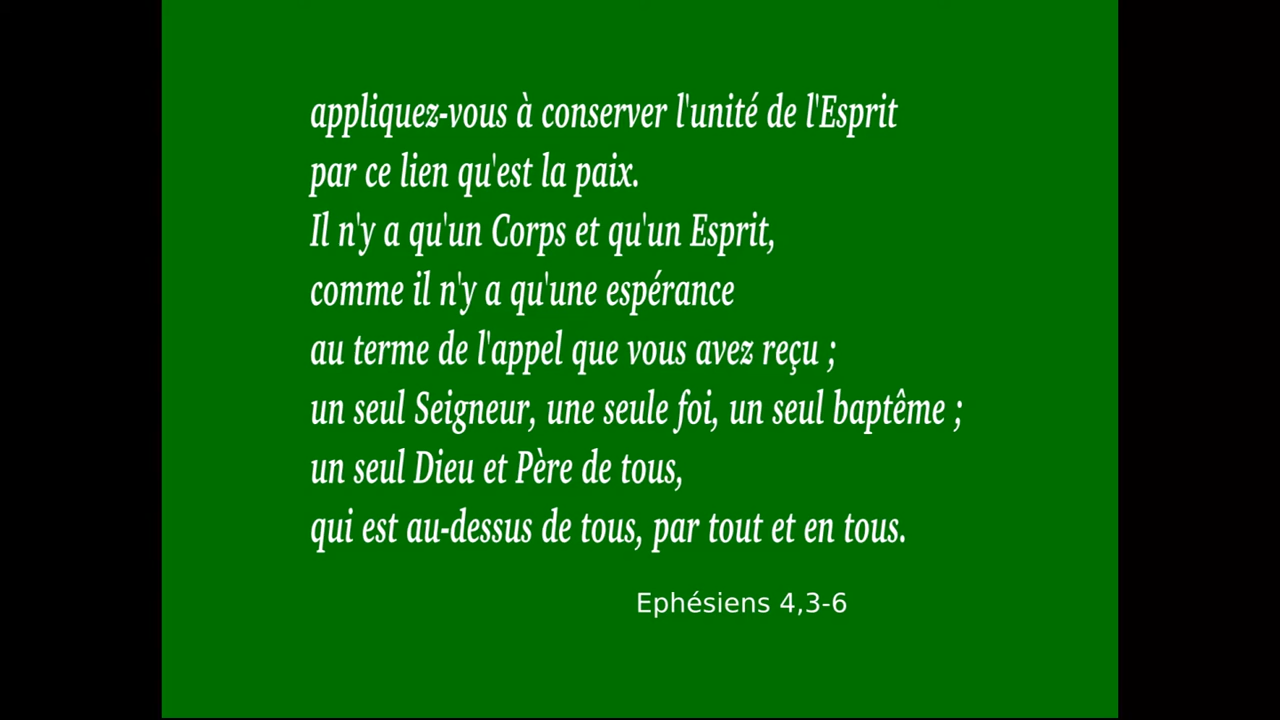 appliquez-vous à conserver l'unité de l'Esprit
par ce lien qu'est la paix.
Il n'y a qu'un Corps et qu'un Esprit,
comme il n'y a qu'une espérance
au terme de l'appel que vous avez reçu ;
un seul Seigneur, une seule foi, un seul baptême ;
un seul Dieu et Père de tous,
qui est au-dessus de tous, par tout et en tous.
Ephésiens 4,3-6